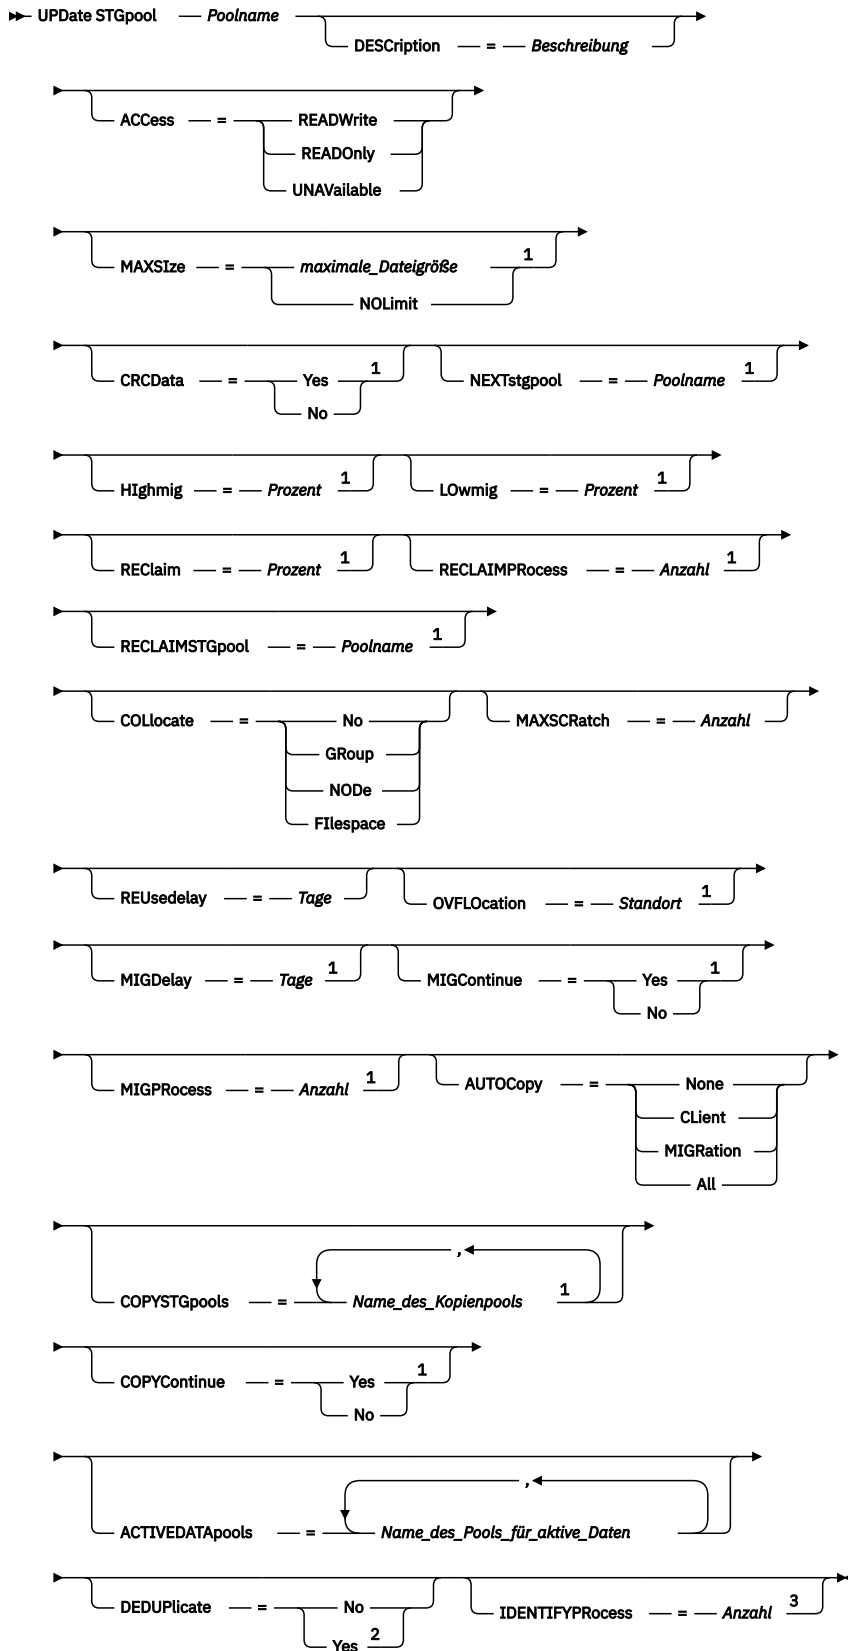 UPDate STGpool Poolname
DESCription = Beschreibung
ACCess = READWrite
READOnly
UNAVailable
MAXSIze = maximale_Dateigröße 1
NOLimit
CRCData = Yes 1 NEXTstgpool = Poolname 1
No
HIghmig = Prozent 1 LOwmig = Prozent 1
REClaim = Prozent 1 RECLAIMPRocess = Anzahl 1
RECLAIMSTGpool = Poolname 1
COLlocate = No MAXSCRatch = Anzahl
GRoup
NODe
FIlespace
REUsedelay = Tage OVFLOcation = Standort 1
MIGDelay = Tage 1 MIGContinue = Yes 1
No
MIGPRocess = Anzahl 1 AUTOCopy = None
CLient
MIGRation
All
,
COPYSTGpools = Name_des_Kopienpools 1
COPYContinue = Yes 1
No
,
ACTIVEDATApools = Name_des_Pools_für_aktive_Daten
DEDUPlicate = No IDENTIFYPRocess = Anzahl 3
Yes 2